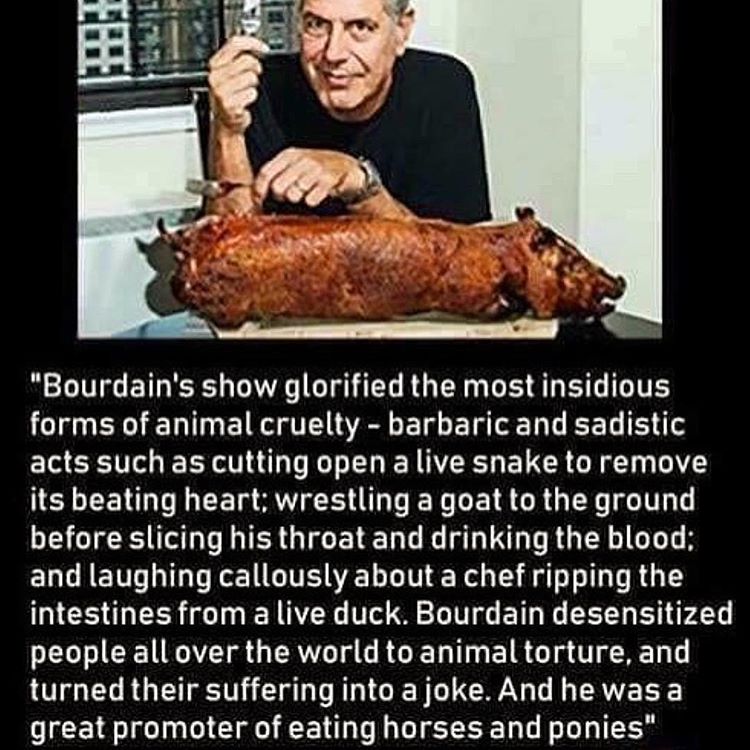 "Bourdain's show glorified the most insidious
forms of animal cruelty - barbaric and sadistic
acts such as cutting open a live snake to remove
its beating heart; wrestling a goat to the ground
before slicing his throat and drinking the blood;
and laughing callously about a chef ripping the
intestines from a live duck. Bourdain desensitized
people all over the world to animal torture, and
turned their suffering into a joke. And he was a
great promoter of eating horses and ponies"